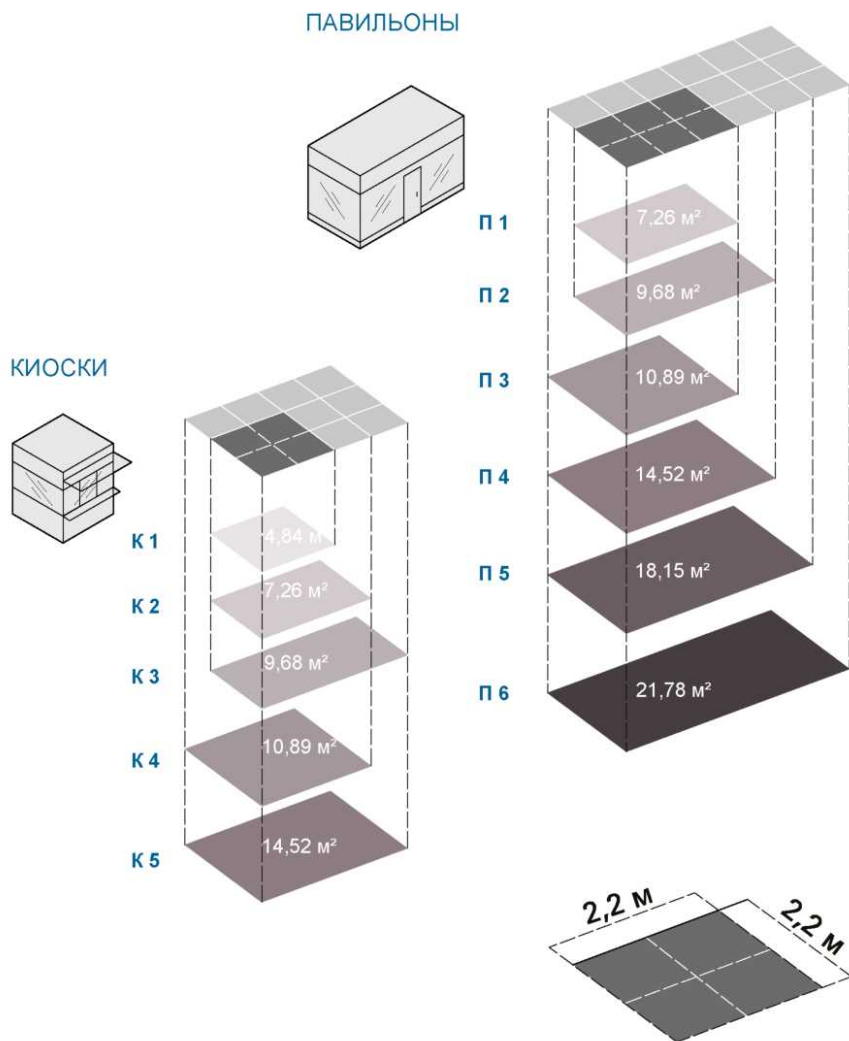 ПАВИЛЬОНЫ
П 1
7,26 м²
П 2
9,68 м²
П 3
10,89 м²
П 4
14,52 м²
П 5
18,15 м²
П 6
21,78 м²
КИОСКИ
К 1
4,84 м
К 2
7,26 м²
К 3
9,68 м²
К 4
10,89 м²
К 5
14,52 м²
2,2 м
2,2 м